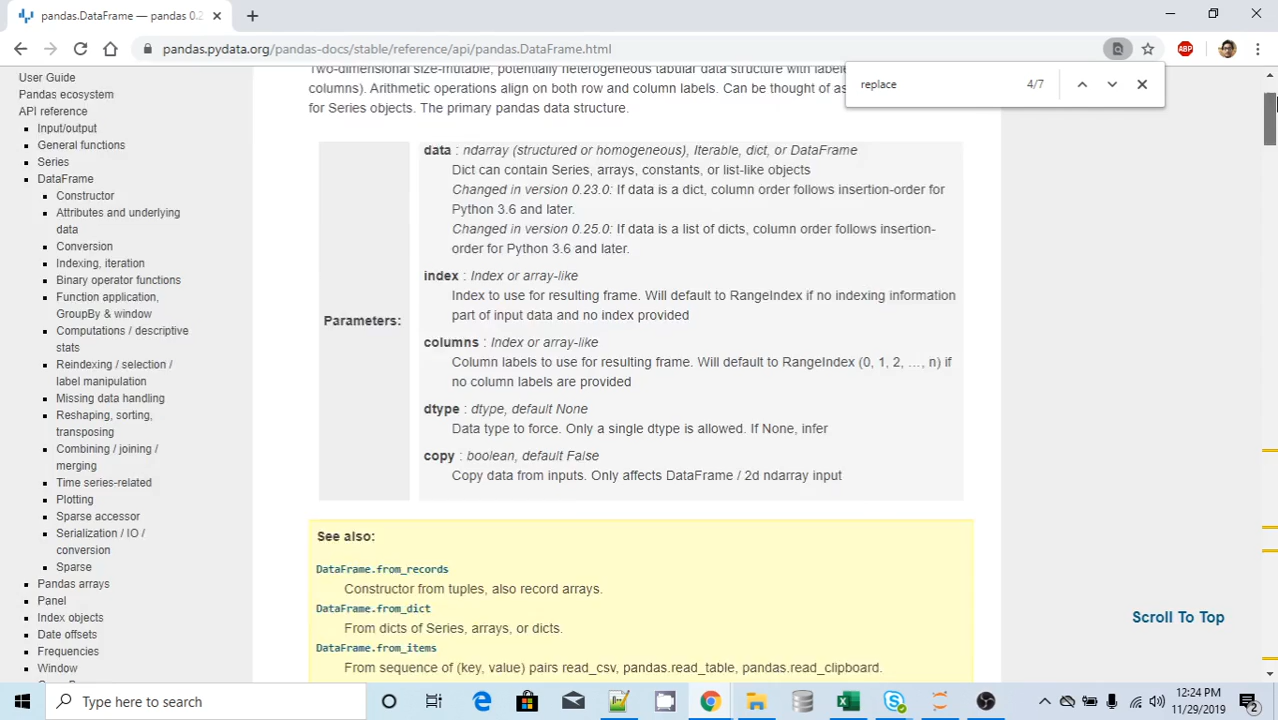 pandas.DataFrame — pandas 0.2
pandas.pydata.org/pandas-docs/stable/reference/api/pandas.DataFrame.html
ABP
replace 4/7
User Guide
Pandas ecosystem
API reference
Input/output
General functions
Series
DataFrame
Constructor
Attributes and underlying
data
Conversion
Indexing, iteration
Binary operator functions
Function application,
GroupBy & window
Computations / descriptive
stats
Reindexing / selection /
label manipulation
Missing data handling
Reshaping, sorting,
transposing
Combining / joining /
merging
Time series-related
Plotting
Sparse accessor
Serialization / IO /
conversion
Sparse
Pandas arrays
Panel
Index objects
Date offsets
Frequencies
Window
Two-dimensional size-mutable, potentially heterogeneous tabular data structure with labele
columns). Arithmetic operations align on both row and column labels. Can be thought of as
for Series objects. The primary pandas data structure.
Parameters:
data : ndarray (structured or homogeneous), Iterable, dict, or DataFrame
Dict can contain Series, arrays, constants, or list-like objects
Changed in version 0.23.0: If data is a dict, column order follows insertion-order for
Python 3.6 and later.
Changed in version 0.25.0: If data is a list of dicts, column order follows insertion-
order for Python 3.6 and later.
index : Index or array-like
Index to use for resulting frame. Will default to RangeIndex if no indexing information
part of input data and no index provided
columns : Index or array-like
Column labels to use for resulting frame. Will default to RangeIndex (0, 1, 2, …, n) if
no column labels are provided
dtype : dtype, default None
Data type to force. Only a single dtype is allowed. If None, infer
copy : boolean, default False
Copy data from inputs. Only affects DataFrame / 2d ndarray input
See also:
DataFrame.from_records
Constructor from tuples, also record arrays.
DataFrame.from_dict
From dicts of Series, arrays, or dicts.
DataFrame.from_items
From sequence of (key, value) pairs read_csv, pandas.read_table, pandas.read_clipboard.
Scroll To Top
Type here to search
12:24 PM
11/29/2019
2